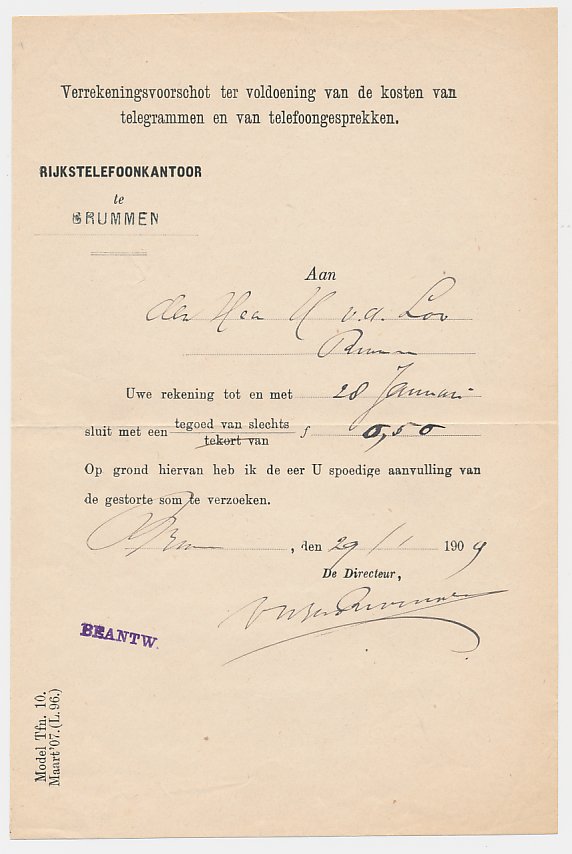 Verrekeningsvoorschot ter voldoening van de kosten van
telegrammen en van telefoongesprekken.
RIJKSTELEFOONKANTOOR
te
BRUMMEN
Aan
den Heer H v.d. Loo
Uwe rekening tot en met 28 Januari
sluit met een tegoed van slechts
tekort van
ƒ 0,50
Op grond hiervan heb ik de eer U spoedige aanvulling van
de gestorte som te verzoeken.
, den 29/1 1909
De Directeur,
BEANTW.
Model Tfn. 10.
Maart '07. (L. 96.)